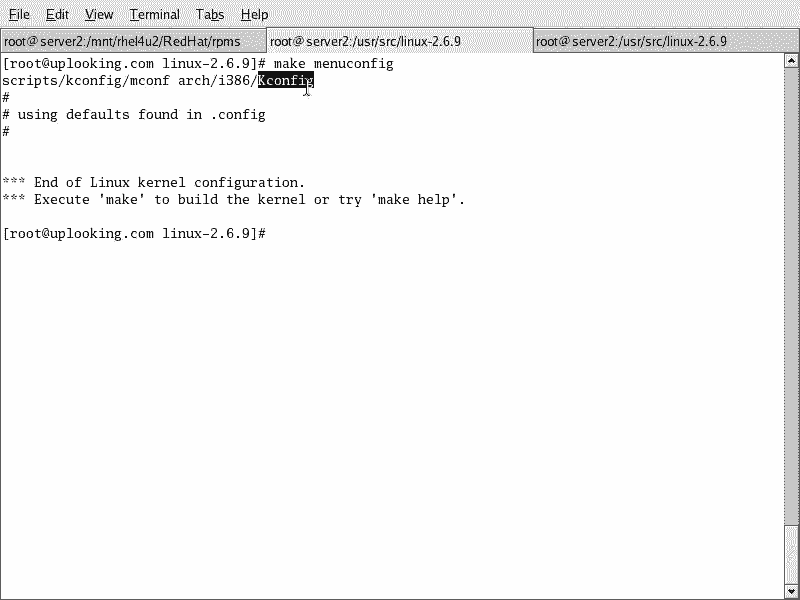 File Edit View Terminal Tabs Help
root@server2:/mnt/rhel4u2/RedHat/rpms root@server2:/usr/src/linux-2.6.9 root@server2:/usr/src/linux-2.6.9
[root@uplooking.com linux-2.6.9]# make menuconfig
scripts/kconfig/mconf arch/i386/Kconfig
#
# using defaults found in .config
#
*** End of Linux kernel configuration.
*** Execute 'make' to build the kernel or try 'make help'.
[root@uplooking.com linux-2.6.9]#